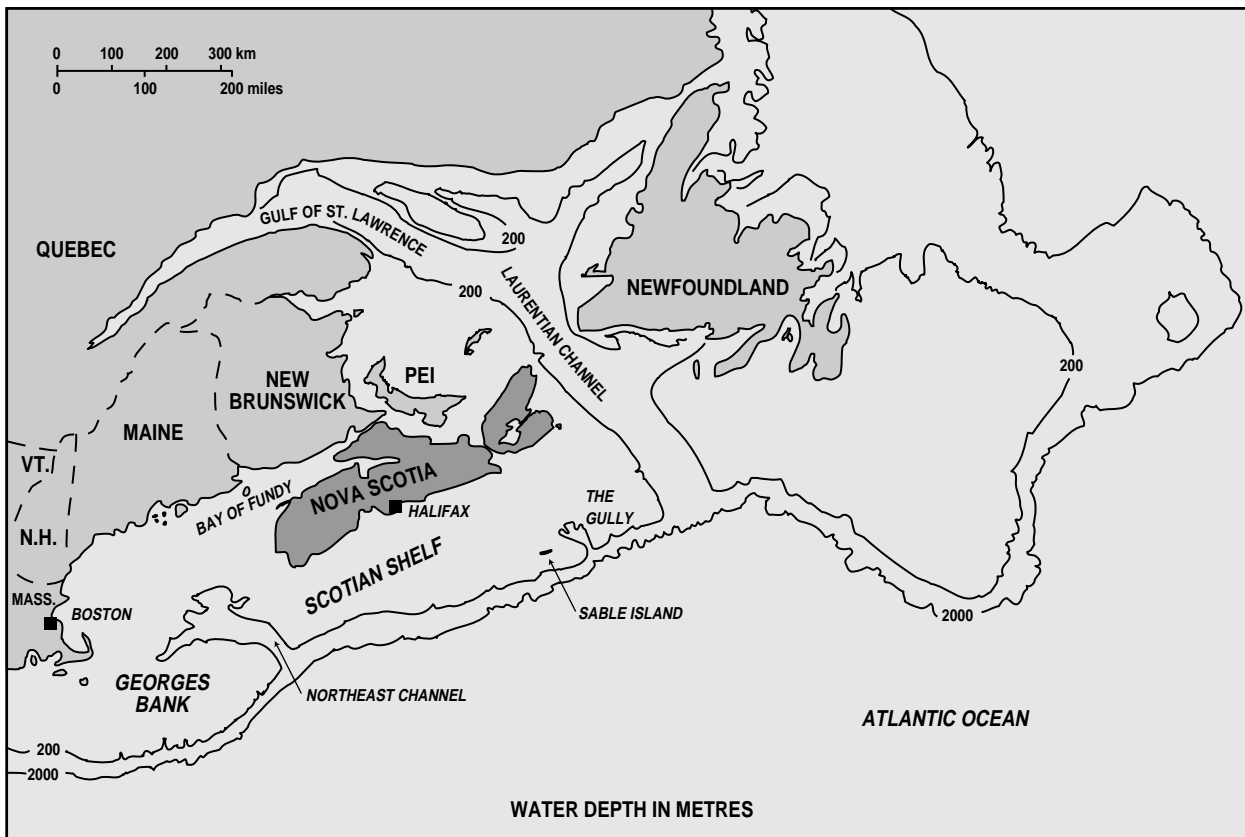 0 100 200 300 km
0 100 200 miles
GULF OF ST. LAWRENCE
QUEBEC
200
200
LAURENTIAN CHANNEL
NEWFOUNDLAND
PEI
NEW
BRUNSWICK
200
MAINE
VT.
NOVA SCOTIA
BAY OF FUNDY
HALIFAX
THE
GULLY
N.H.
SCOTIAN SHELF
MASS.
BOSTON
SABLE ISLAND
2000
GEORGES
BANK
NORTHEAST CHANNEL
ATLANTIC OCEAN
200
2000
WATER DEPTH IN METRES